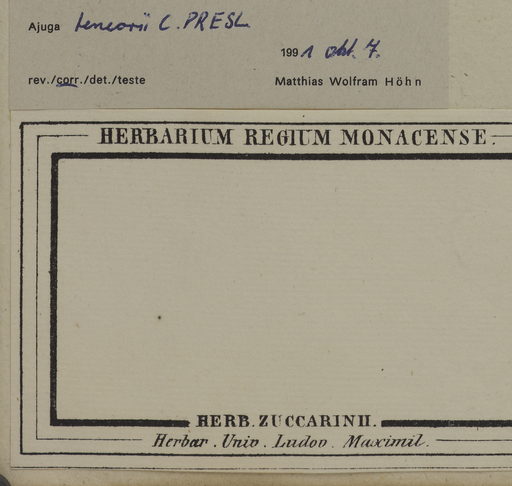 Ajuga tenorii C. PRESL
1991 okt. 7.
rev./corr./det./teste Matthias Wolfram Höhn
HERBARIUM REGIUM MONACENSE.
HERB. ZUCCARINII.
Herbar. Univ. Ludov. Maximil.